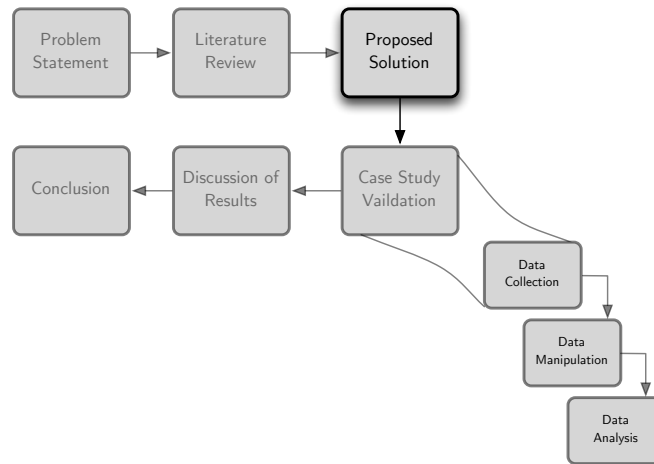 Problem
Statement
Literature
Review
Proposed
Solution
Conclusion
Discussion of
Results
Case Study
Vaildation
Data
Collection
Data
Manipulation
Data
Analysis